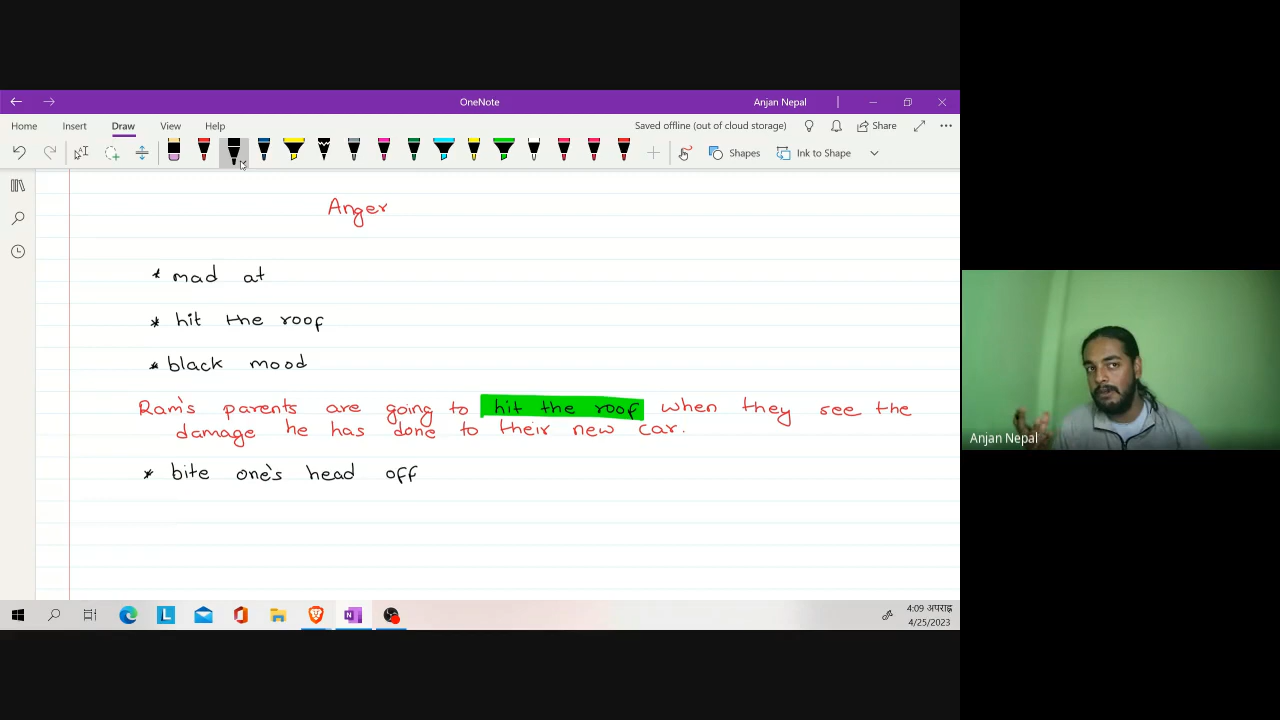 OneNote
Anjan Nepal
Home Insert Draw View Help
Saved offline (out of cloud storage)
Share
Shapes
Ink to Shape
Anger
* mad at
* hit the roof
* black mood
Ram's parents are going to hit the roof when they see the
damage he has done to their new car.
* bite one's head off
Anjan Nepal
4:09 अपराह्न
4/25/2023